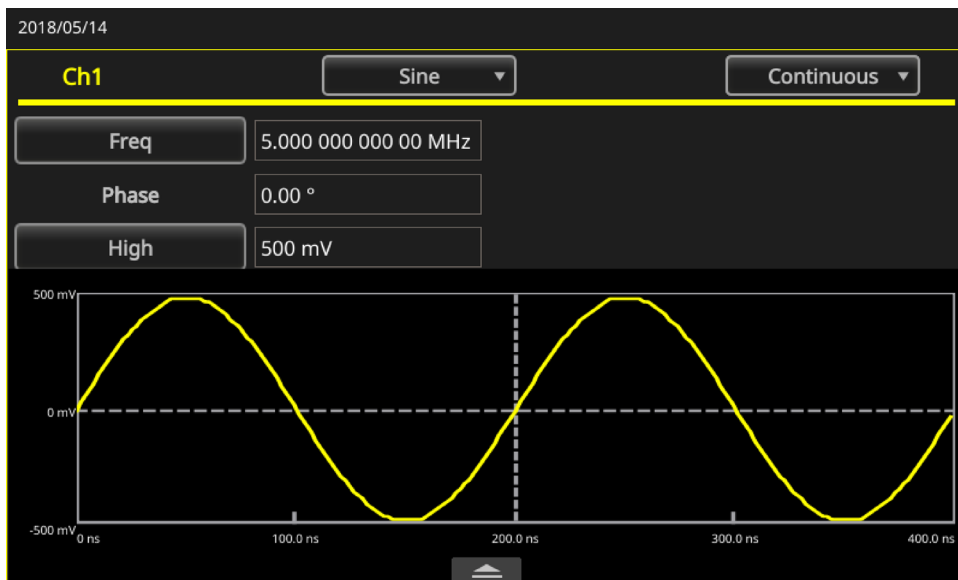 2018/05/14
Ch1 Sine Continuous
Freq 5.000 000 000 00 MHz
Phase 0.00 °
High 500 mV
500 mV
0 mV
-500 mV
0 ns 100.0 ns 200.0 ns 300.0 ns 400.0 ns